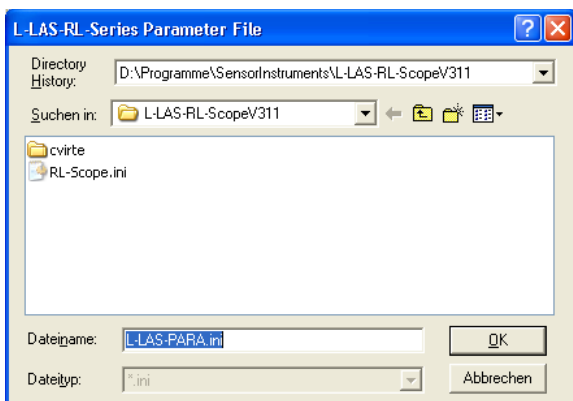 L-LAS-RL-Series Parameter File
Directory
History:
D:\Programme\SensorInstruments\L-LAS-RL-ScopeV311
Suchen in:
L-LAS-RL-ScopeV311
cvirte
RL-Scope.ini
Dateiname:
L-LAS-PARA.ini
OK
Dateityp:
*.ini
Abbrechen